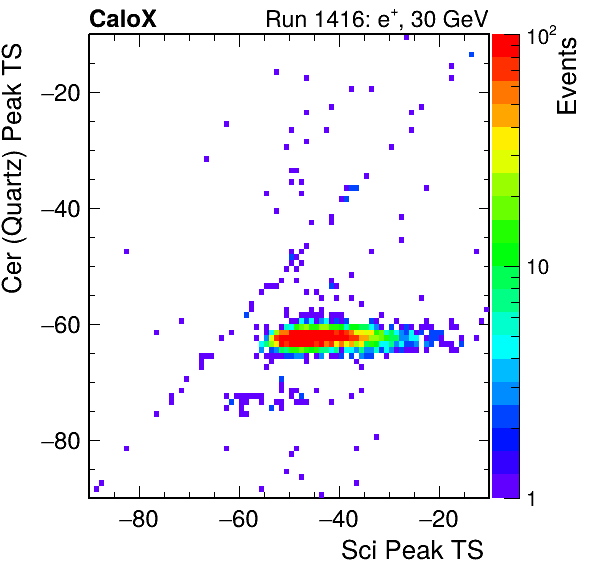 CaloX Run 1416: e⁺, 30 GeV
Cer (Quartz) Peak TS
−20
−40
−60
−80
−80 −60 −40 −20
Sci Peak TS
10²
10
1
Events